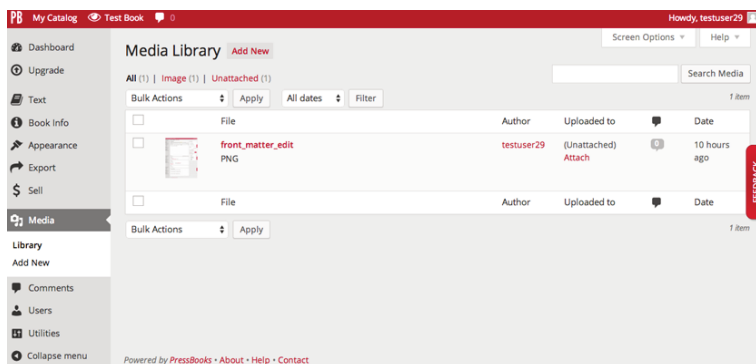 PB My Catalog Test Book 0 Howdy, testuser29
Screen Options ▼ Help ▼
Dashboard
Upgrade
Text
Book Info
Appearance
Export
Sell
Media
Library
Add New
Comments
Users
Utilities
Collapse menu
Media Library Add New
All (1) | Image (1) | Unattached (1)
Search Media
Bulk Actions Apply All dates Filter 1 item
File Author Uploaded to Date
front_matter_edit testuser29 (Unattached) 0 10 hours
PNG Attach ago
File Author Uploaded to Date
Bulk Actions Apply 1 item
FEEDBACK
Powered by PressBooks • About • Help • Contact